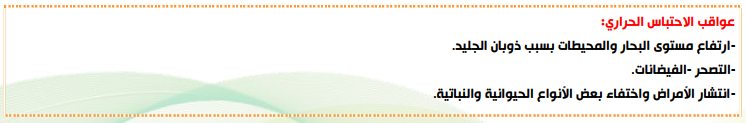 عواقب الاحتباس الحراري:
-ارتفاع مستوى البحار والمحيطات بسبب ذوبان الجليد.
-التصحر -الفيضانات.
-انتشار الأمراض واختفاء بعض الأنواع الحيوانية والنباتية.